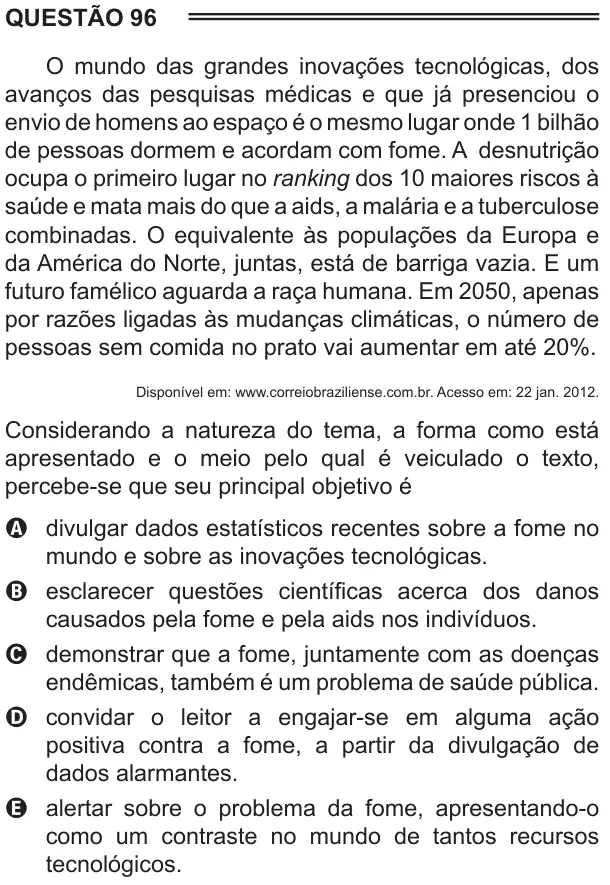 QUESTÃO 96
O mundo das grandes inovações tecnológicas, dos
avanços das pesquisas médicas e que já presenciou o
envio de homens ao espaço é o mesmo lugar onde 1 bilhão
de pessoas dormem e acordam com fome. A desnutrição
ocupa o primeiro lugar no ranking dos 10 maiores riscos à
saúde e mata mais do que a aids, a malária e a tuberculose
combinadas. O equivalente às populações da Europa e
da América do Norte, juntas, está de barriga vazia. E um
futuro famélico aguarda a raça humana. Em 2050, apenas
por razões ligadas às mudanças climáticas, o número de
pessoas sem comida no prato vai aumentar em até 20%.
Disponível em: www.correiobraziliense.com.br. Acesso em: 22 jan. 2012.
Considerando a natureza do tema, a forma como está
apresentado e o meio pelo qual é veiculado o texto,
percebe-se que seu principal objetivo é
A divulgar dados estatísticos recentes sobre a fome no
mundo e sobre as inovações tecnológicas.
B esclarecer questões científicas acerca dos danos
causados pela fome e pela aids nos indivíduos.
C demonstrar que a fome, juntamente com as doenças
endêmicas, também é um problema de saúde pública.
D convidar o leitor a engajar-se em alguma ação
positiva contra a fome, a partir da divulgação de
dados alarmantes.
E alertar sobre o problema da fome, apresentando-o
como um contraste no mundo de tantos recursos
tecnológicos.